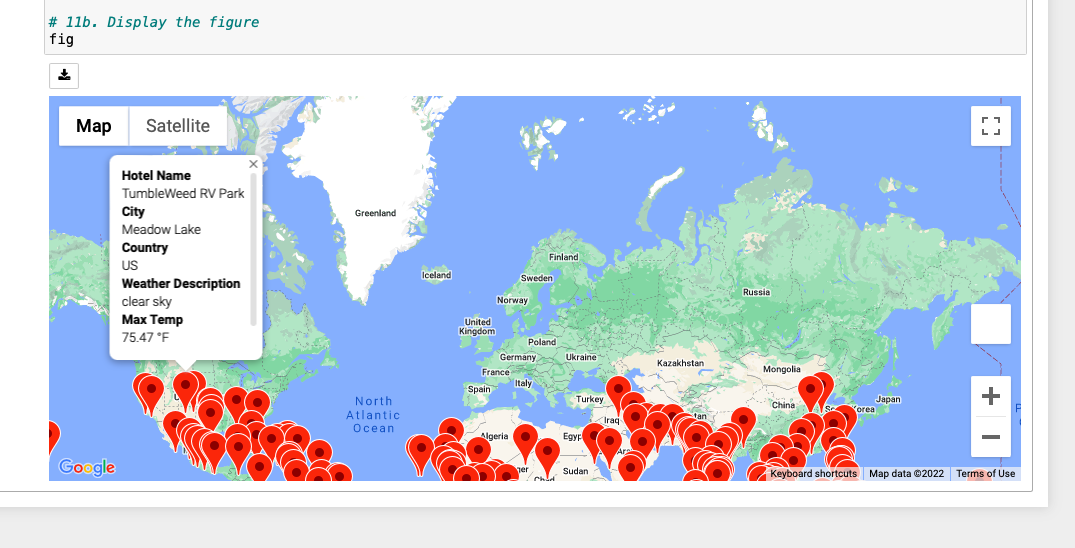 # 11b. Display the figure
fig
Map
Satellite
Hotel Name
TumbleWeed RV Park
City
Meadow Lake
Country
US
Weather Description
clear sky
Max Temp
75.47 °F
Greenland
Iceland
Finland
Sweden
Norway
Russia
United
Kingdom
Poland
Germany
Ukraine
France
Kazakhstan
Mongolia
Italy
Spain
Turkey
China
Japan
North
Atlantic
Ocean
Iraq
Algeria
Sudan
Chad
Google
Keyboard shortcuts
Map data ©2022
Terms of Use